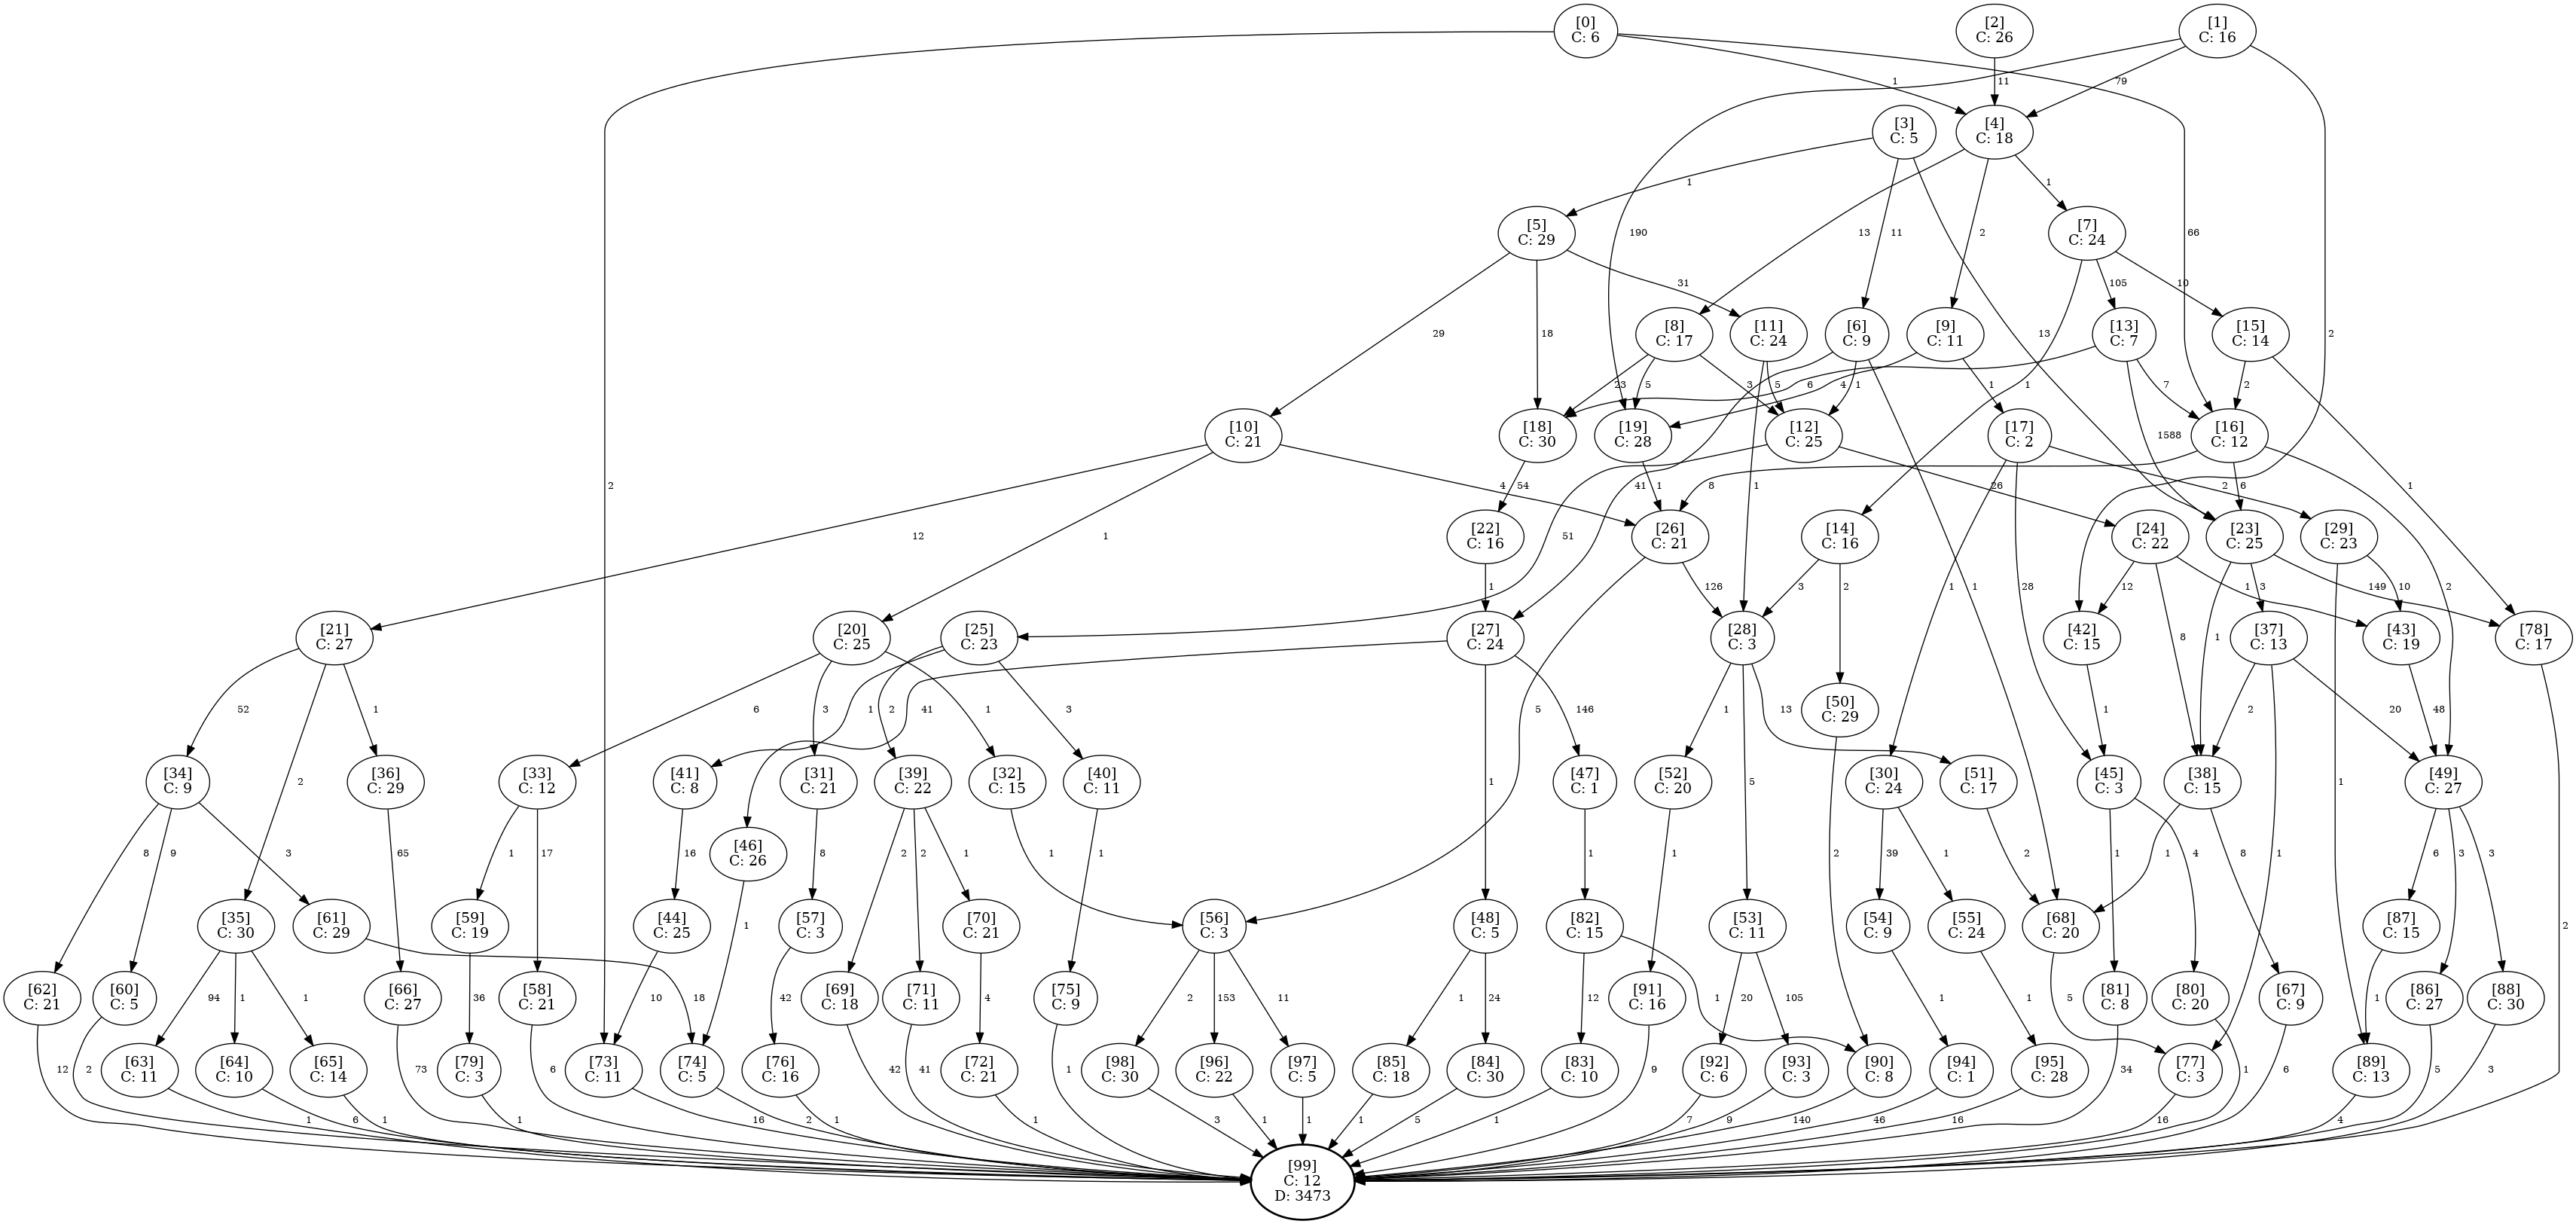 [0]
C: 6
[2]
C: 26
[1]
C: 16
1
11
79
[3]
C: 5
[4]
C: 18
1
1
[5]
C: 29
190
13
11
2
66
[7]
C: 24
31
105
10
29
18
[8]
C: 17
[11]
C: 24
[6]
C: 9
[9]
C: 11
13
[13]
C: 7
[15]
C: 14
2
23
5
3
5
1
6
4
1
1
7
2
[10]
C: 21
[18]
C: 30
[19]
C: 28
[12]
C: 25
[17]
C: 2
1588
[16]
C: 12
2
4
54
1
41
1
8
26
2
6
1
12
1
51
[22]
C: 16
[26]
C: 21
[14]
C: 16
[24]
C: 22
[23]
C: 25
[29]
C: 23
1
126
3
2
1
28
1
12
1
3
149
10
2
[21]
C: 27
[20]
C: 25
[25]
C: 23
[27]
C: 24
[28]
C: 3
[42]
C: 15
8
1
[37]
C: 13
[43]
C: 19
[78]
C: 17
52
1
6
3
1
2
1
3
41
146
5
1
13
[50]
C: 29
1
2
20
48
2
[34]
C: 9
[36]
C: 29
[33]
C: 12
[41]
C: 8
[31]
C: 21
[39]
C: 22
[32]
C: 15
[40]
C: 11
1
[47]
C: 1
[52]
C: 20
5
[30]
C: 24
[51]
C: 17
[45]
C: 3
[38]
C: 15
1
[49]
C: 27
8
9
3
65
1
17
16
[46]
C: 26
8
2
2
1
1
1
1
1
2
39
1
2
1
4
1
8
6
3
3
[35]
C: 30
[61]
C: 29
[59]
C: 19
[44]
C: 25
[57]
C: 3
[70]
C: 21
1
[56]
C: 3
[48]
C: 5
[82]
C: 15
[53]
C: 11
[54]
C: 9
[55]
C: 24
[68]
C: 20
[87]
C: 15
[62]
C: 21
[60]
C: 5
94
1
1
[66]
C: 27
36
[58]
C: 21
10
18
42
[69]
C: 18
[71]
C: 11
4
[75]
C: 9
2
153
11
1
24
12
1
[91]
C: 16
20
105
1
1
5
[81]
C: 8
[80]
C: 20
[67]
C: 9
1
[86]
C: 27
[88]
C: 30
12
2
[63]
C: 11
[64]
C: 10
[65]
C: 14
73
[79]
C: 3
6
[73]
C: 11
[74]
C: 5
[76]
C: 16
42
41
[72]
C: 21
1
[98]
C: 30
[96]
C: 22
[97]
C: 5
[85]
C: 18
[84]
C: 30
[83]
C: 10
9
[92]
C: 6
[93]
C: 3
[90]
C: 8
[94]
C: 1
[95]
C: 28
34
[77]
C: 3
1
6
[89]
C: 13
5
3
1
6
1
1
16
2
1
1
3
1
1
1
5
1
7
9
140
46
16
16
4
[99]
C: 12
D: 3473